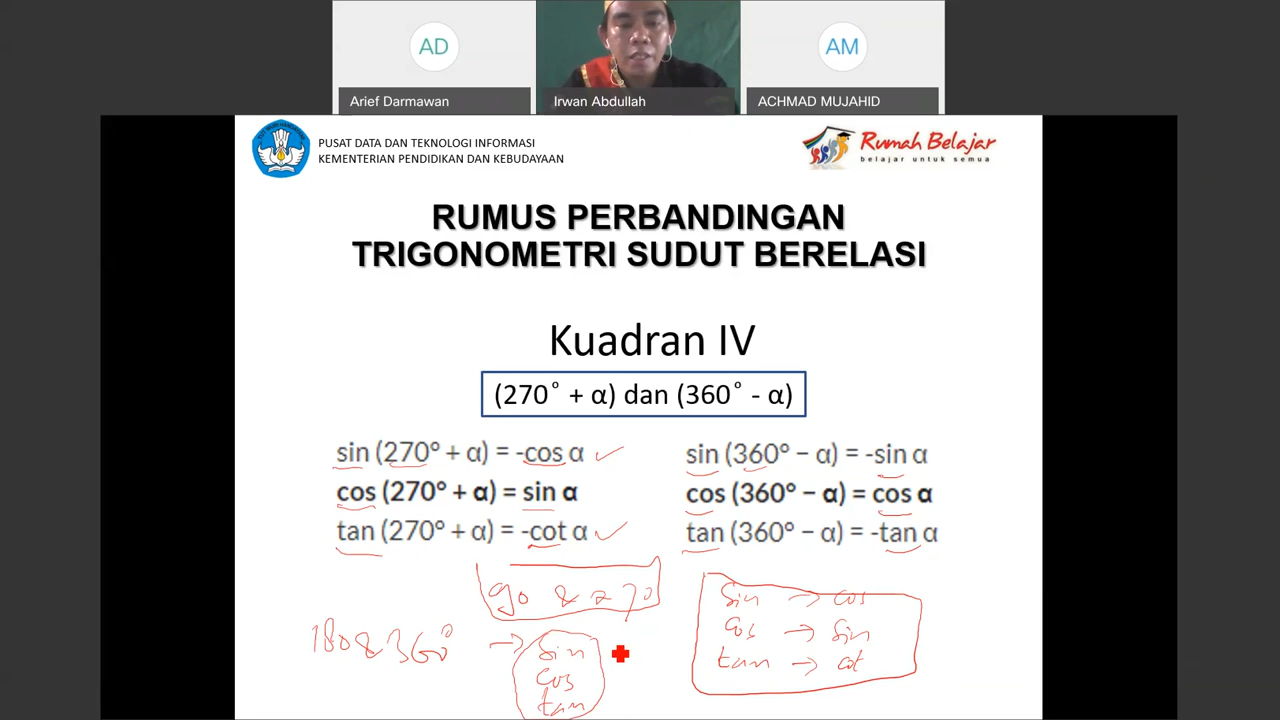 AD
AM
Arief Darmawan
Irwan Abdullah
ACHMAD MUJAHID
PUSAT DATA DAN TEKNOLOGI INFORMASI
KEMENTERIAN PENDIDIKAN DAN KEBUDAYAAN
Rumah Belajar
belajar untuk semua
RUMUS PERBANDINGAN
TRIGONOMETRI SUDUT BERELASI
Kuadran IV
(270° + α) dan (360° - α)
sin (270° + α) = -cos α
cos (270° + α) = sin α
tan (270° + α) = -cot α
sin (360° − α) = -sin α
cos (360° − α) = cos α
tan (360° − α) = -tan α
90 & 270
180 & 360° → sin
cos
tan
sin → cos
cos → sin
tan → cot